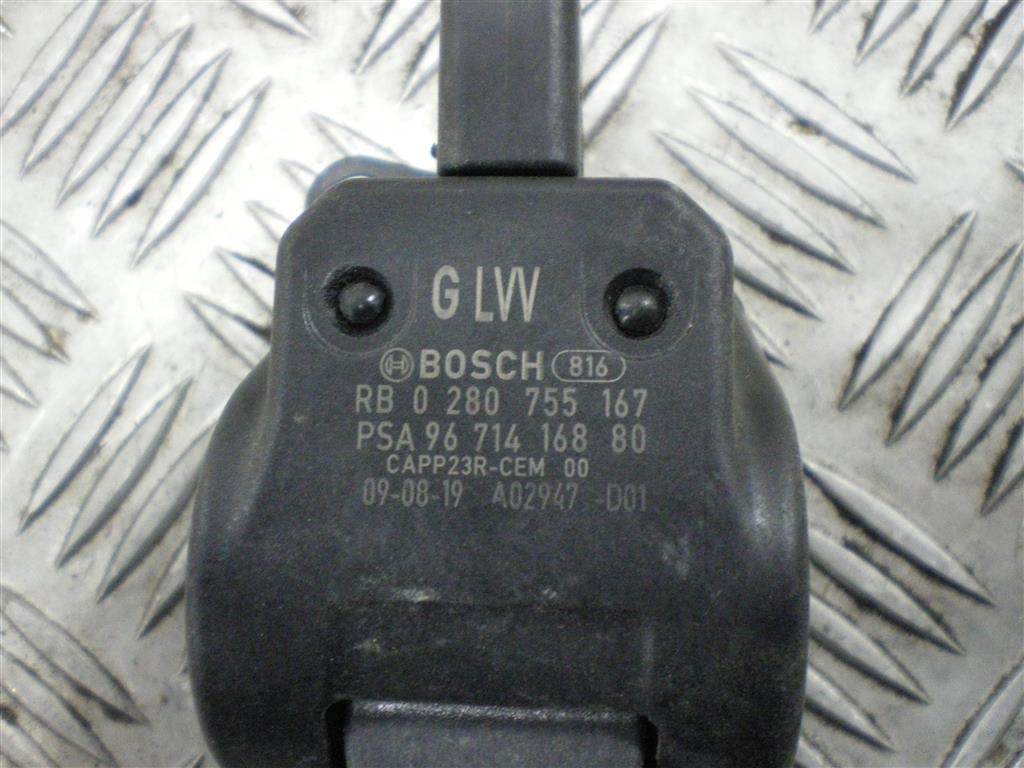 G LW
BOSCH 816
RB 0 280 755 167
PSA 96 714 168 80
CAPP23R-CEM 00
09-08-19 A02947 -D01